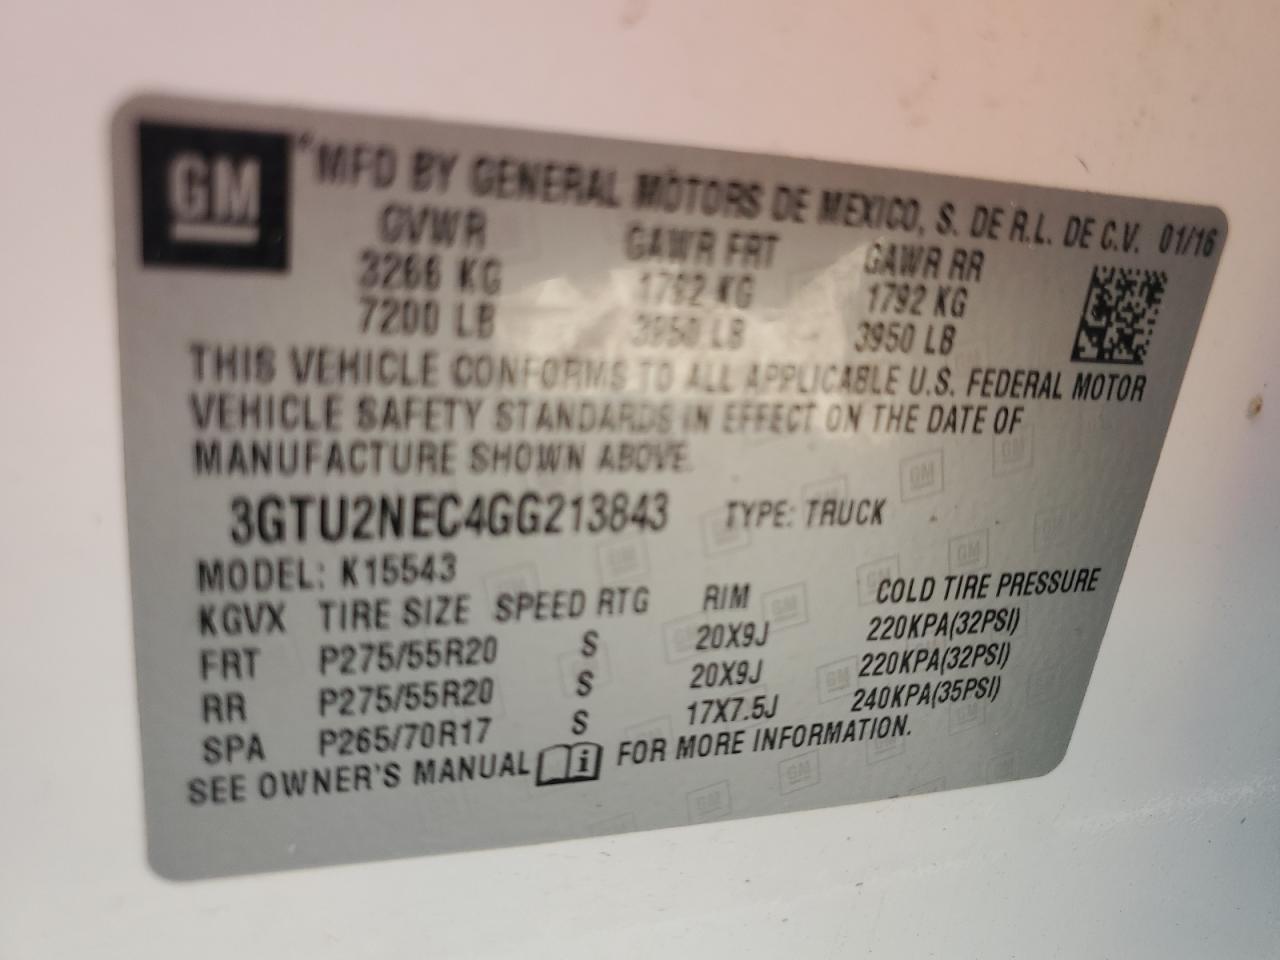 GM
*MFD BY GENERAL MOTORS DE MEXICO, S. DE R.L. DE C.V. 01/16
GVWR GAWR FRT GAWR RR
3266 KG 1792 KG 1792 KG
7200 LB 3950 LB 3950 LB
THIS VEHICLE CONFORMS TO ALL APPLICABLE U.S. FEDERAL MOTOR
VEHICLE SAFETY STANDARDS IN EFFECT ON THE DATE OF
MANUFACTURE SHOWN ABOVE.
3GTU2NEC4GG213843 TYPE: TRUCK
MODEL: K15543
KGVX TIRE SIZE SPEED RTG RIM COLD TIRE PRESSURE
FRT P275/55R20 S 20X9J 220KPA(32PSI)
RR P275/55R20 S 20X9J 220KPA(32PSI)
SPA P265/70R17 S 17X7.5J 240KPA(35PSI)
SEE OWNER'S MANUAL i FOR MORE INFORMATION.